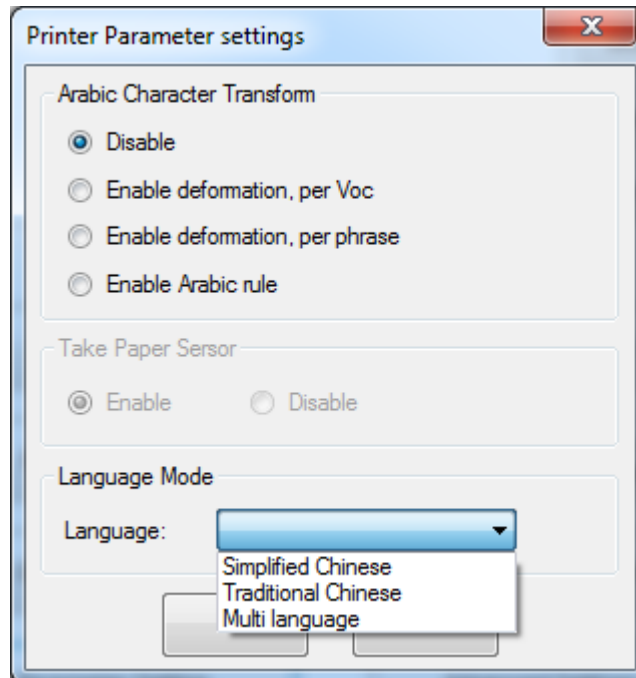 Printer Parameter settings
Arabic Character Transform
Disable
Enable deformation, per Voc
Enable deformation, per phrase
Enable Arabic rule
Take Paper Sersor
Enable Disable
Language Mode
Language:
Simplified Chinese
Traditional Chinese
Multi language